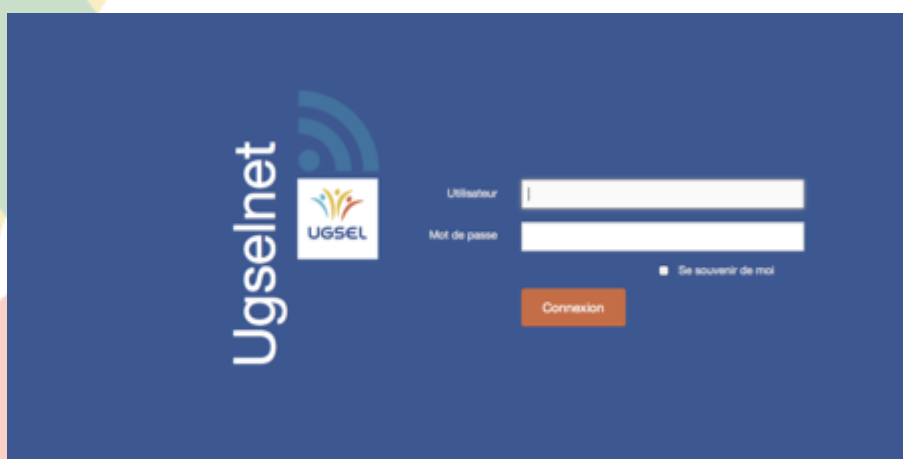 Ugselnet
UGSEL
Utilisateur
Mot de passe
Se souvenir de moi
Connexion